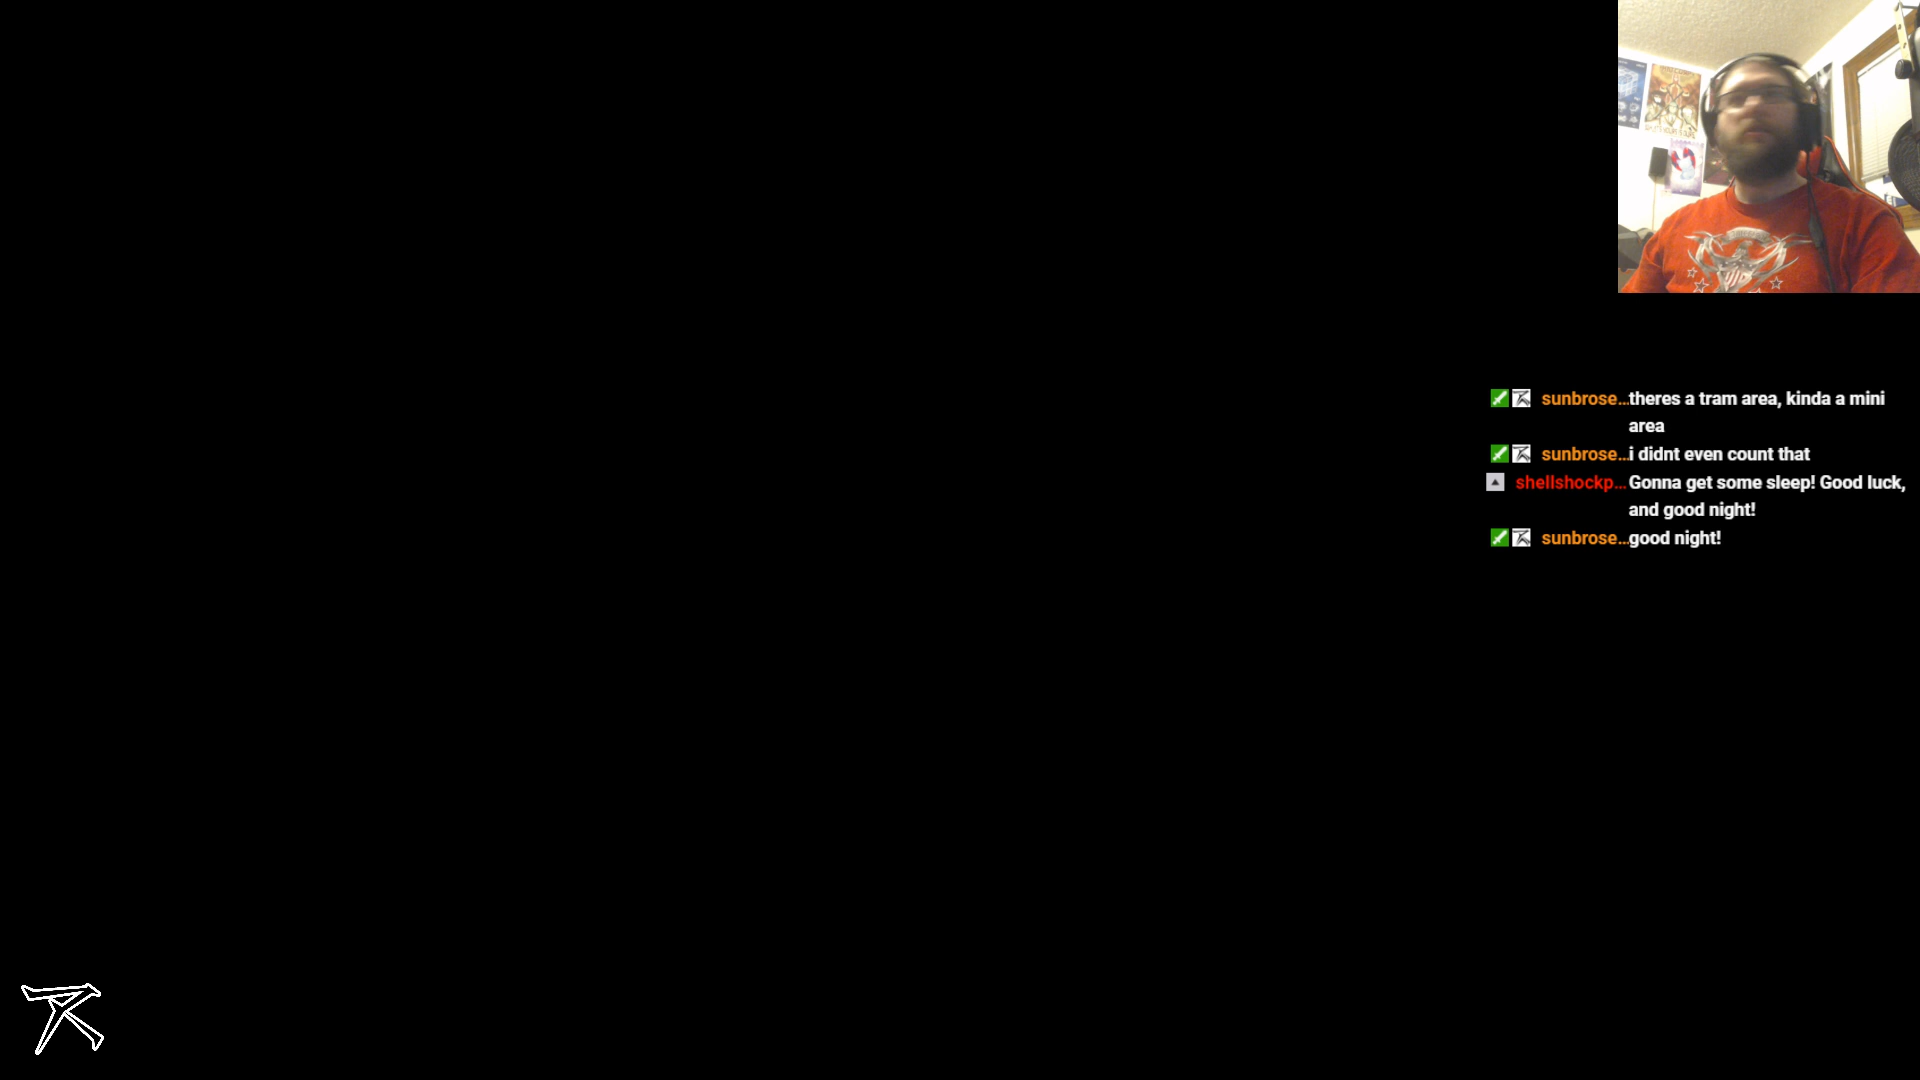 sunbrose…theres a tram area, kinda a mini
area
sunbrose…i didnt even count that
shellshockp…Gonna get some sleep! Good luck,
and good night!
sunbrose…good night!